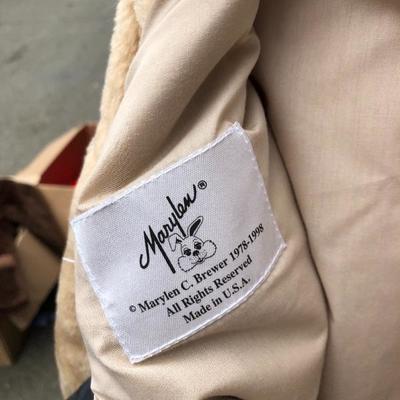 Marylen ®
© Marylen C. Brewer 1978-1998
All Rights Reserved
Made in U.S.A.